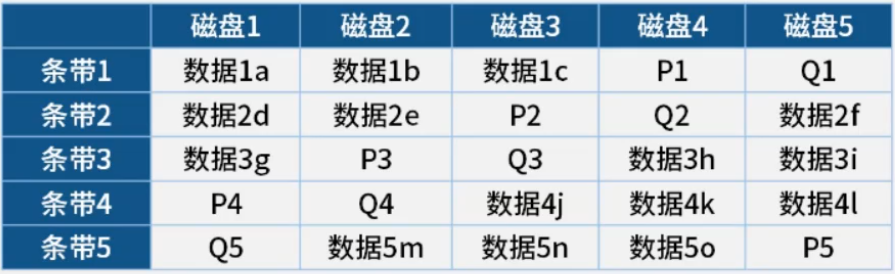 磁盘1 磁盘2 磁盘3 磁盘4 磁盘5
条带1 数据1a 数据1b 数据1c P1 Q1
条带2 数据2d 数据2e P2 Q2 数据2f
条带3 数据3g P3 Q3 数据3h 数据3i
条带4 P4 Q4 数据4j 数据4k 数据4l
条带5 Q5 数据5m 数据5n 数据5o P5